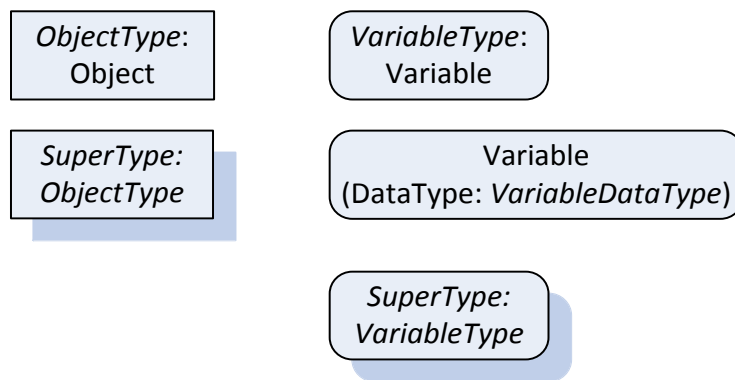 ObjectType:
Object
VariableType:
Variable
SuperType:
ObjectType
Variable
(DataType: VariableDataType)
SuperType:
VariableType